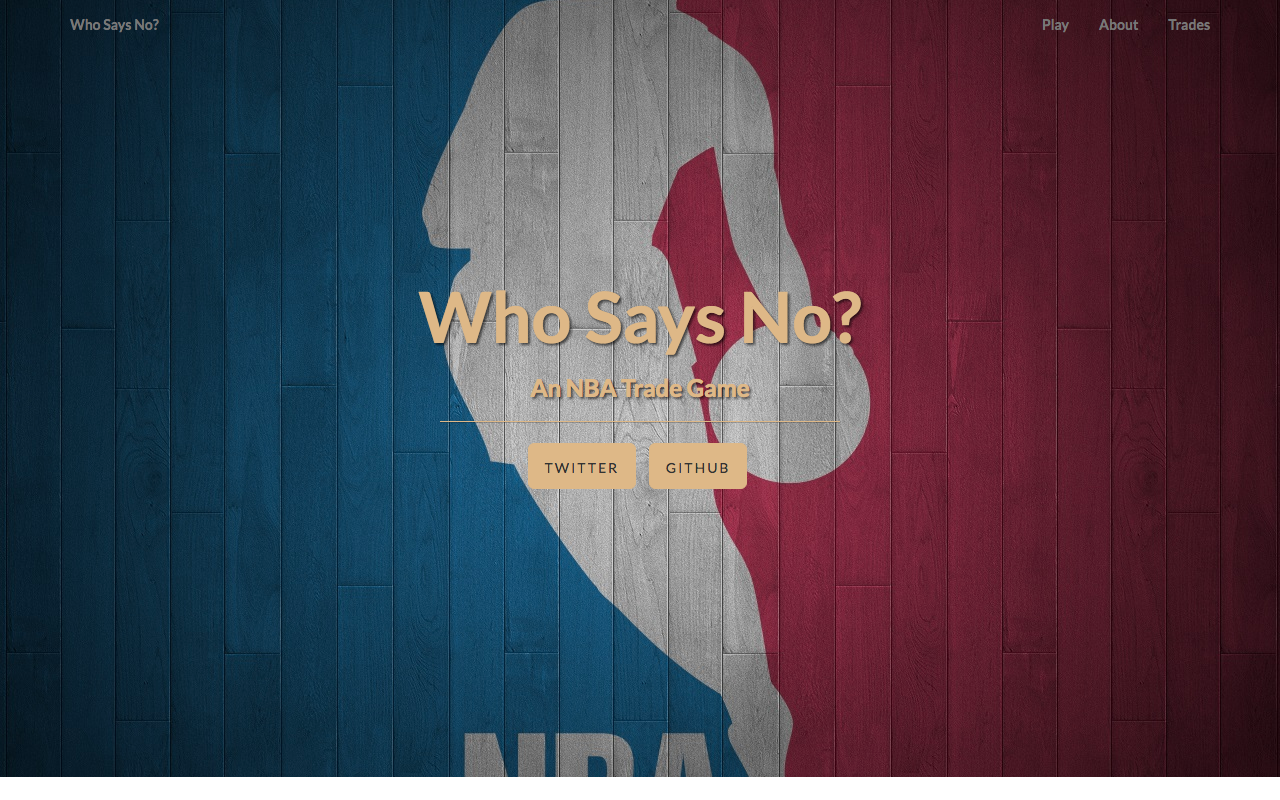 Who Says No? Play About Trades
Who Says No?
An NBA Trade Game
TWITTER GITHUB
NBA